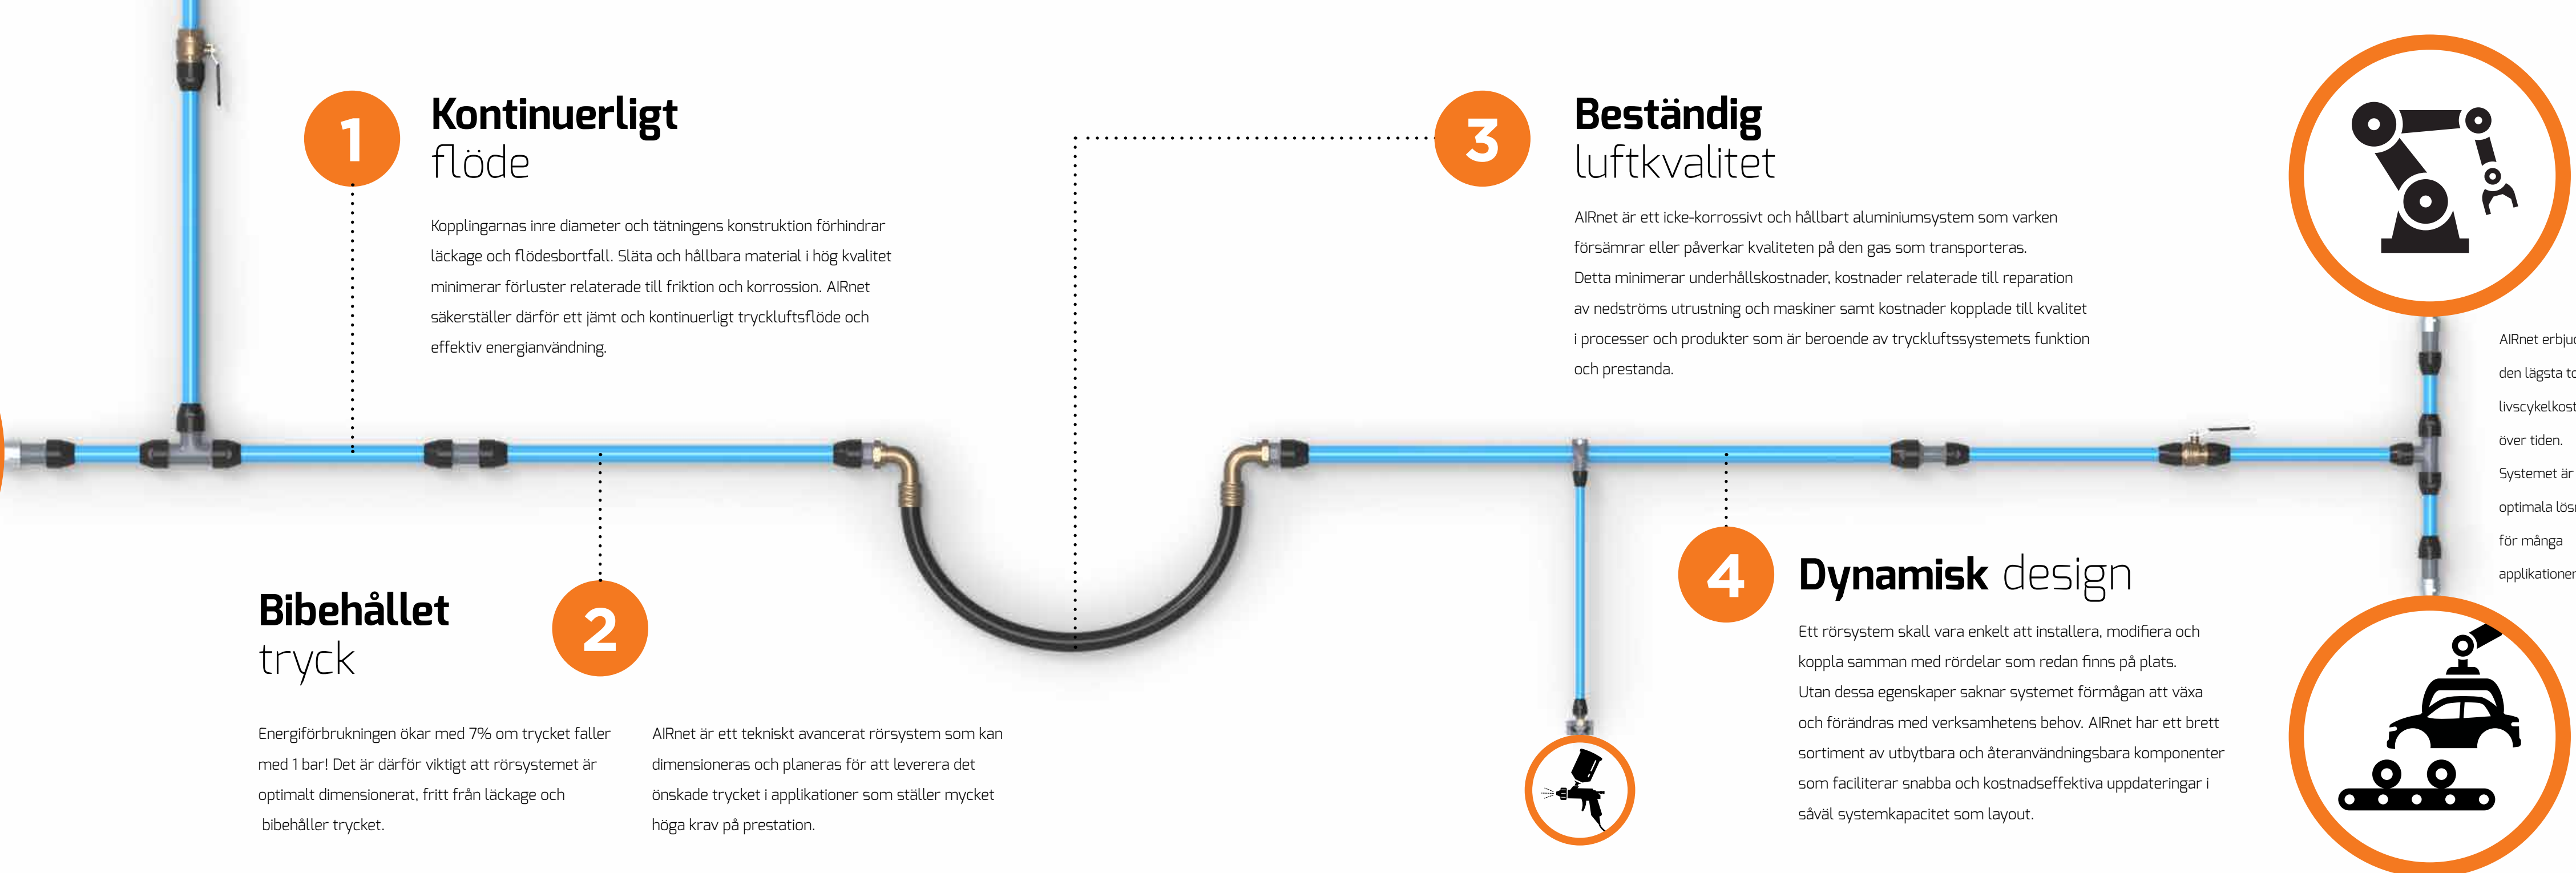 1
Kontinuerligt
flöde
Kopplingarnas inre diameter och tätningens konstruktion förhindrar
läckage och flödesbortfall. Släta och hållbara material i hög kvalitet
minimerar förluster relaterade till friktion och korrossion. AIRnet
säkerställer därför ett jämt och kontinuerligt tryckluftsflöde och
effektiv energianvändning.
Bibehållet
tryck
2
Energiförbrukningen ökar med 7% om trycket faller
med 1 bar! Det är därför viktigt att rörsystemet är
optimalt dimensionerat, fritt från läckage och
bibehåller trycket.
AIRnet är ett tekniskt avancerat rörsystem som kan
dimensioneras och planeras för att leverera det
önskade trycket i applikationer som ställer mycket
höga krav på prestation.
3
Beständig
luftkvalitet
AIRnet är ett icke-korrossivt och hållbart aluminiumsystem som varken
försämrar eller påverkar kvaliteten på den gas som transporteras.
Detta minimerar underhållskostnader, kostnader relaterade till reparation
av nedströms utrustning och maskiner samt kostnader kopplade till kvalitet
i processer och produkter som är beroende av tryckluftssystemets funktion
och prestanda.
4
Dynamisk design
Ett rörsystem skall vara enkelt att installera, modifiera och
koppla samman med rördelar som redan finns på plats.
Utan dessa egenskaper saknar systemet förmågan att växa
och förändras med verksamhetens behov. AIRnet har ett brett
sortiment av utbytbara och återanvändningsbara komponenter
som faciliterar snabba och kostnadseffektiva uppdateringar i
såväl systemkapacitet som layout.
AIRnet
den lägsta
över tiden.
Systemet är
optimala
för många